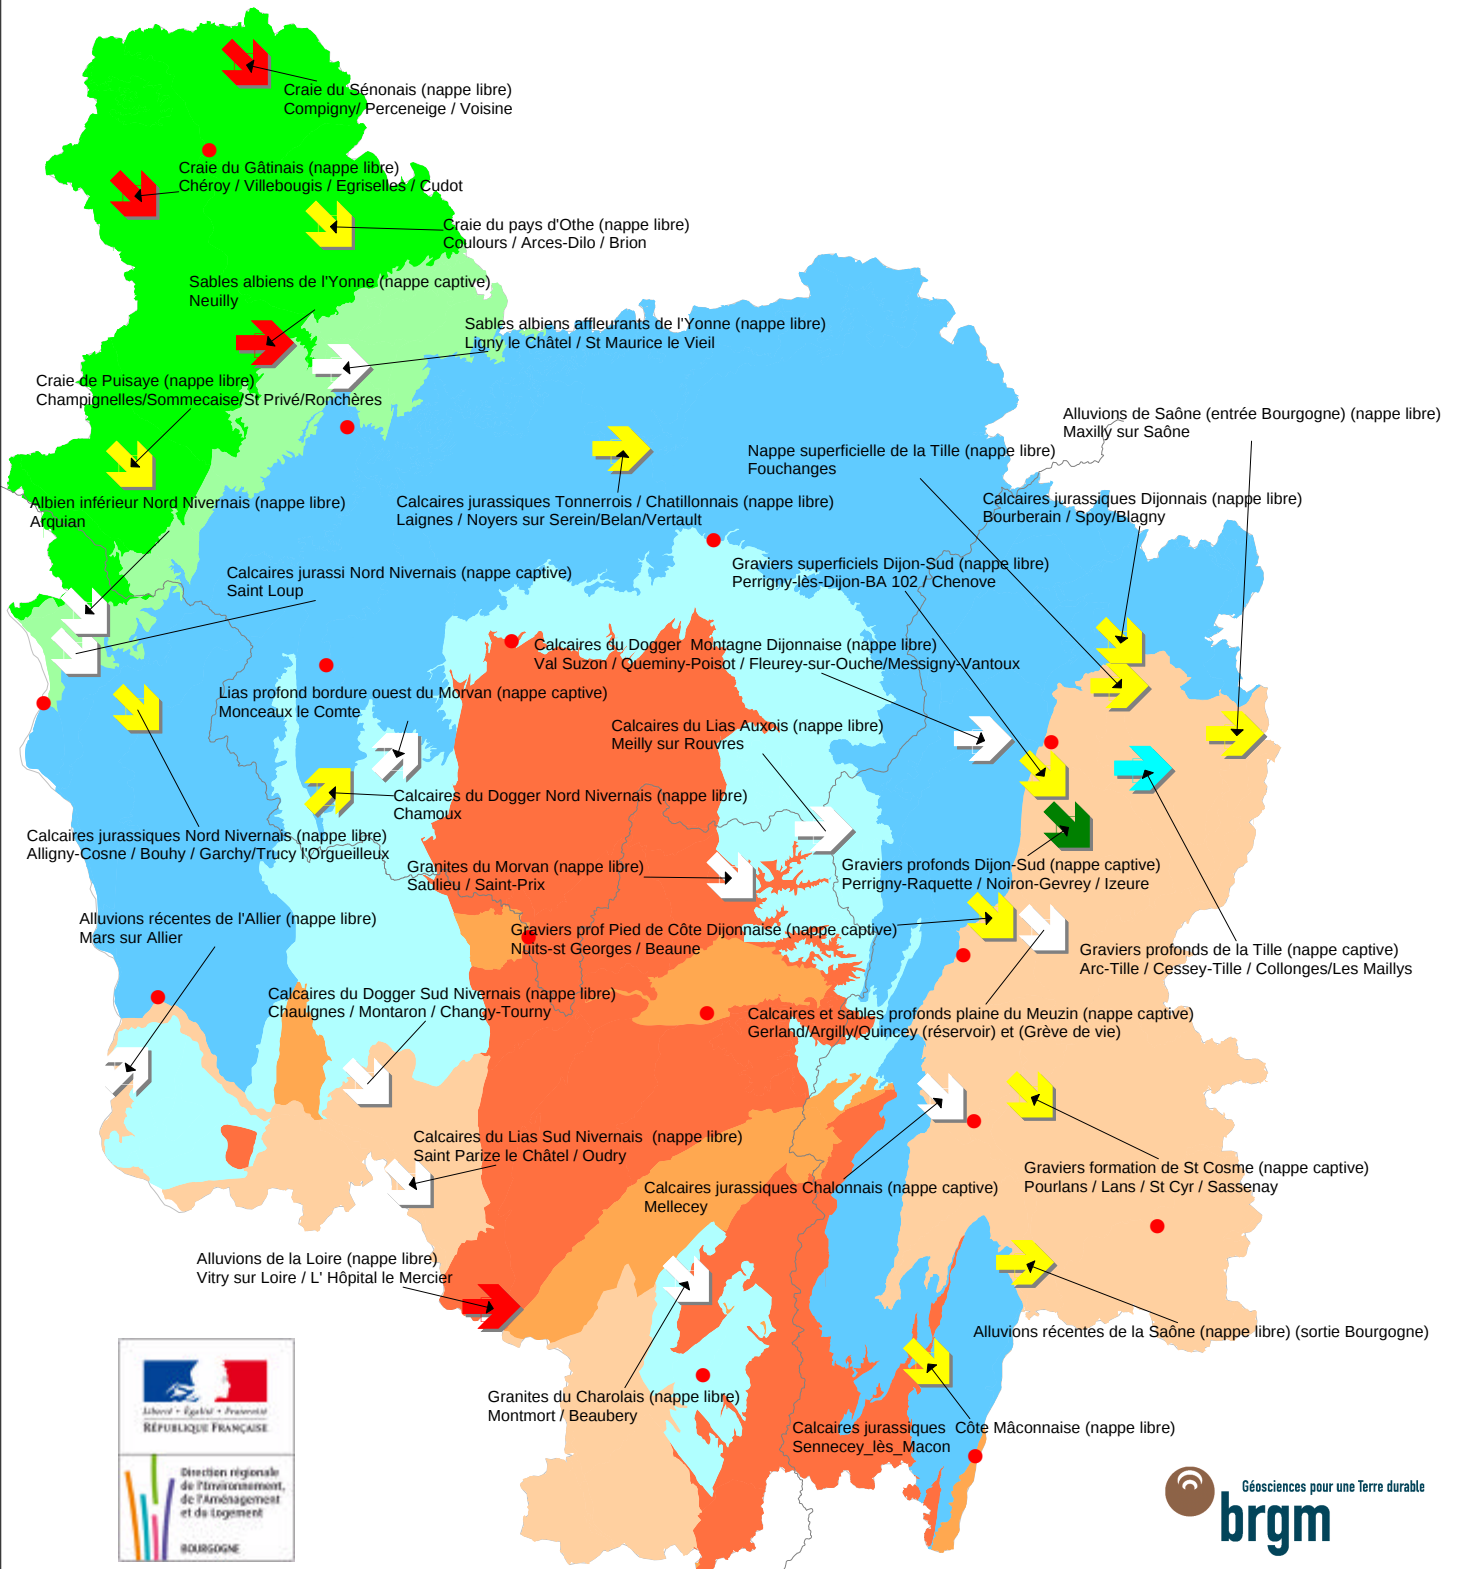 Craie du Sénonais (nappe libre)
Compigny/ Perceneige / Voisine
Craie du Gâtinais (nappe libre)
Chéroy / Villebougis / Egriselles / Cudot
Craie du pays d'Othe (nappe libre)
Coulours / Arces-Dilo / Brion
Sables albiens de l'Yonne (nappe captive)
Neuilly
Sables albiens affleurants de l'Yonne (nappe libre)
Ligny le Châtel / St Maurice le Vieil
Craie de Puisaye (nappe libre)
Champignelles/Sommecaise/St Privé/Ronchères
Alluvions de Saône (entrée Bourgogne) (nappe libre)
Maxilly sur Saône
Nappe superficielle de la Tille (nappe libre)
Fouchanges
Albien inférieur Nord Nivernais (nappe libre)
Arquian
Calcaires jurassiques Tonnerrois / Chatillonnais (nappe libre)
Laignes / Noyers sur Serein/Belan/Vertault
Calcaires jurassiques Dijonnais (nappe libre)
Bourberain / Spoy/Blagny
Calcaires jurassi Nord Nivernais (nappe captive)
Saint Loup
Graviers superficiels Dijon-Sud (nappe libre)
Perrigny-lès-Dijon-BA 102 / Chenove
Calcaires du Dogger  Montagne Dijonnaise (nappe libre)
Val Suzon / Queminy-Poisot / Fleurey-sur-Ouche/Messigny-Vantoux
Lias profond bordure ouest du Morvan (nappe captive)
Monceaux le Comte
Calcaires du Lias Auxois (nappe libre)
Meilly sur Rouvres
Calcaires du Dogger Nord Nivernais (nappe libre)
Chamoux
Calcaires jurassiques Nord Nivernais (nappe libre)
Alligny-Cosne / Bouhy / Garchy/Trucy l'Orgueilleux
Granites du Morvan (nappe libre)
Saulieu / Saint-Prix
Graviers profonds Dijon-Sud (nappe captive)
Perrigny-Raquette / Noiron-Gevrey / Izeure
Alluvions récentes de l'Allier (nappe libre)
Mars sur Allier
Graviers prof Pied de Côte Dijonnaise (nappe captive)
Nuits-st Georges / Beaune
Graviers profonds de la Tille (nappe captive)
Arc-Tille / Cessey-Tille / Collonges/Les Maillys
Calcaires du Dogger Sud Nivernais (nappe libre)
Chaulgnes / Montaron / Changy-Tourny
Calcaires et sables profonds plaine du Meuzin (nappe captive)
Gerland/Argilly/Quincey (réservoir) et (Grève de vie)
Calcaires du Lias Sud Nivernais  (nappe libre)
Saint Parize le Châtel / Oudry
Graviers formation de St Cosme (nappe captive)
Pourlans / Lans / St Cyr / Sassenay
Calcaires jurassiques Chalonnais (nappe captive)
Mellecey
Alluvions de la Loire (nappe libre)
Vitry sur Loire / L' Hôpital le Mercier
Alluvions récentes de la Saône (nappe libre) (sortie Bourgogne)
Granites du Charolais (nappe libre)
Montmort / Beaubery
Calcaires jurassiques  Côte Mâconnaise (nappe libre)
Sennecey_lès_Macon
Liberté • Égalité • Fraternité
RÉPUBLIQUE FRANÇAISE
Direction régionale
de l'Environnement,
de l'Aménagement
et du Logement
BOURGOGNE
Géosciences pour une Terre durable
brgm